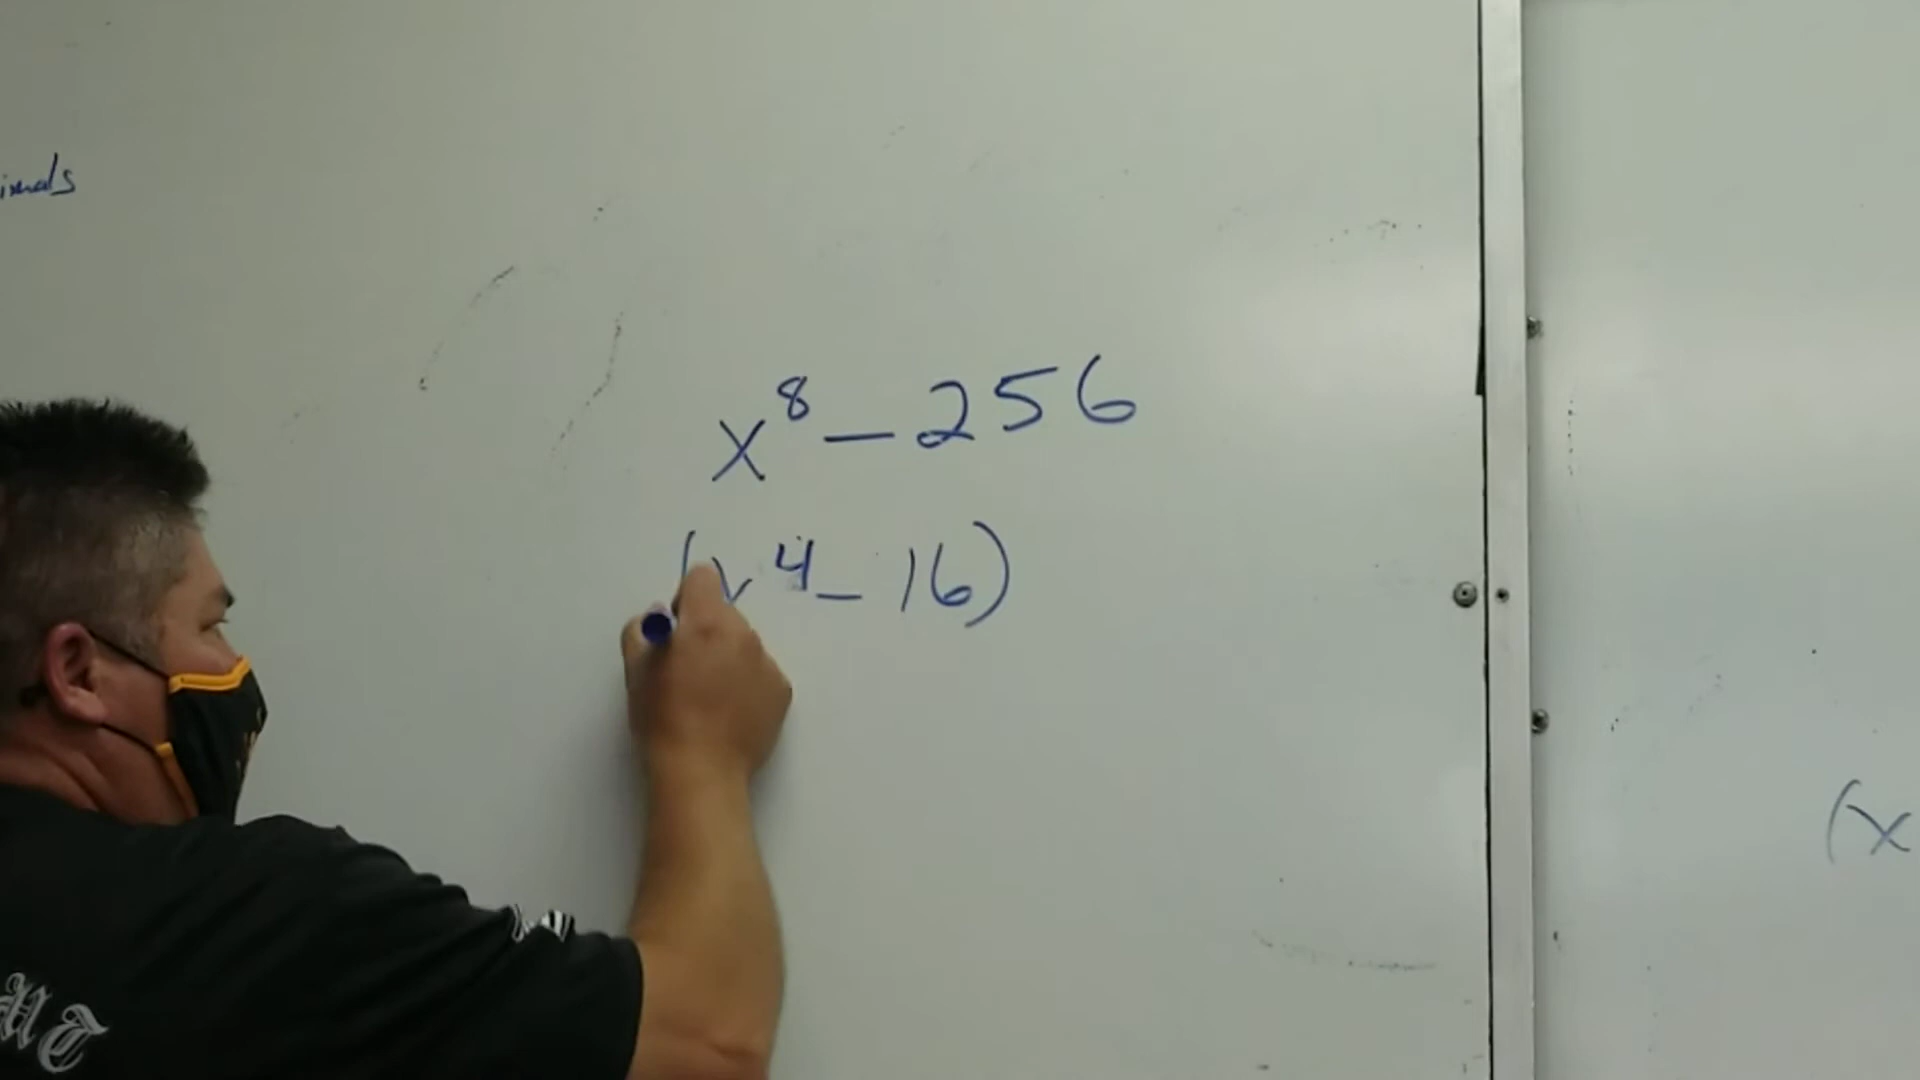 x⁸ – 256
(x⁴ – 16)
(x